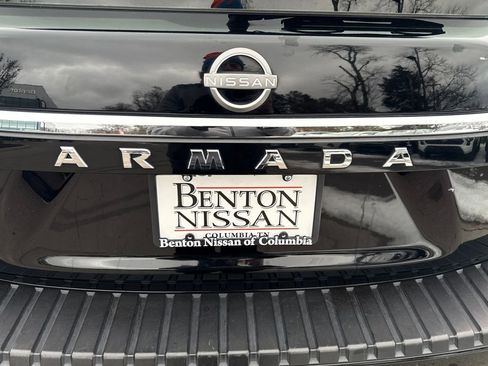 NISSAN
ARMADA
BENTON
NISSAN
COLUMBIA-TN
Benton Nissan of Columbia